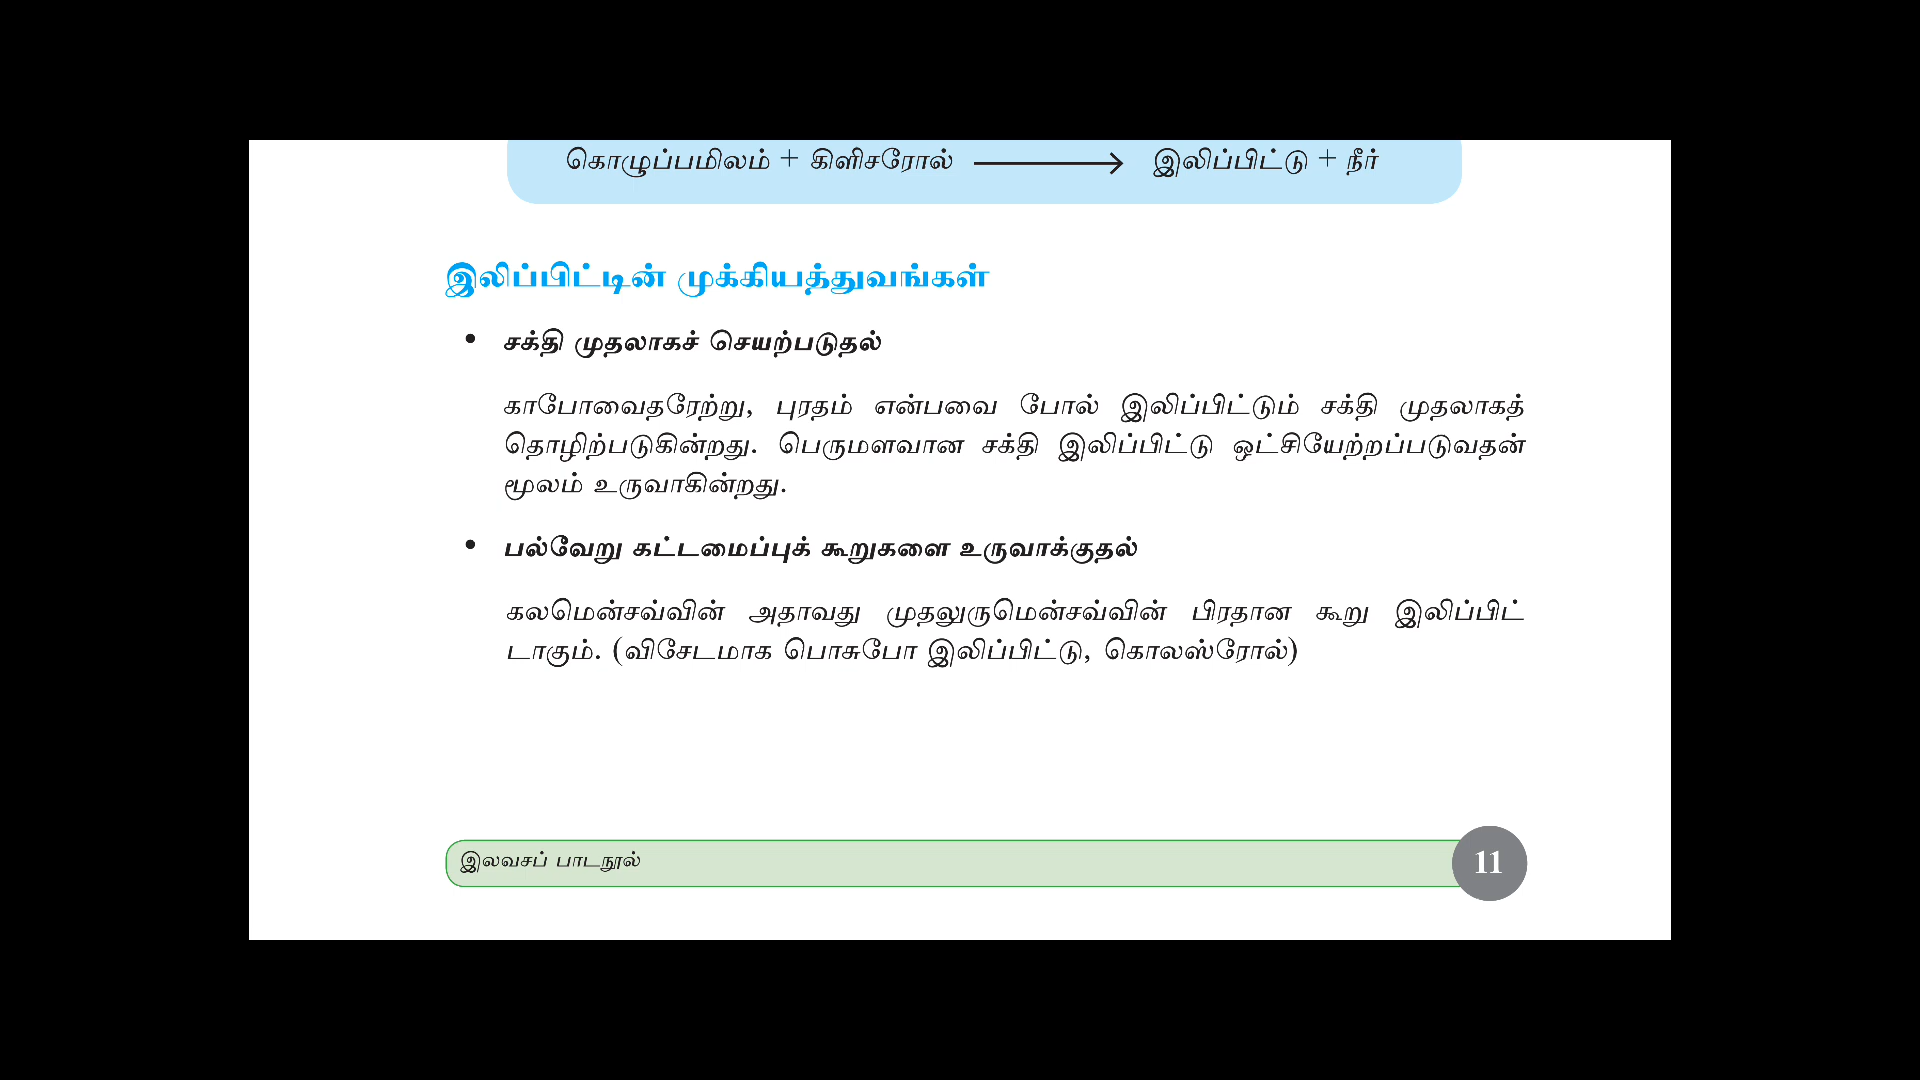 கொழுப்பமிலம் + கிளிசரோல் ⟶ இலிப்பிட்டு + நீர்
இலிப்பிட்டின் முக்கியத்துவங்கள்
• சக்தி முதலாகச் செயற்படுதல்
காபோவைதரேற்று, புரதம் என்பவை போல் இலிப்பிட்டும் சக்தி முதலாகத்
தொழிற்படுகின்றது. பெருமளவான சக்தி இலிப்பிட்டு ஒட்சியேற்றப்படுவதன்
மூலம் உருவாகின்றது.
• பல்வேறு கட்டமைப்புக் கூறுகளை உருவாக்குதல்
கலமென்சவ்வின் அதாவது முதலுருமென்சவ்வின் பிரதான கூறு இலிப்பிட்
டாகும். (விசேடமாக பொசுபோ இலிப்பிட்டு, கொலஸ்ரோல்)
இலவசப் பாடநூல்
11